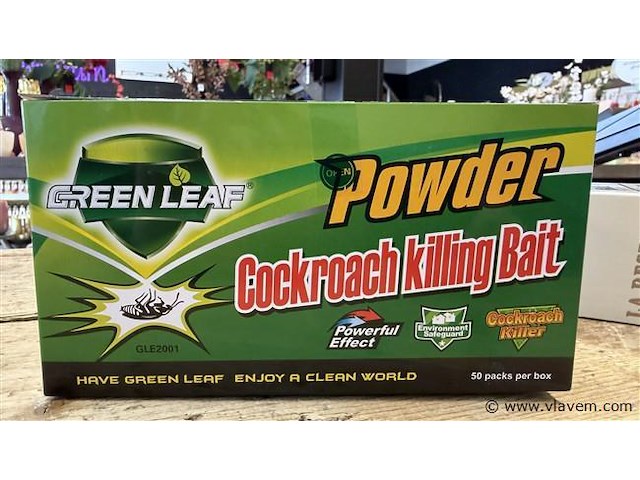 GREEN LEAF®
OPEN
Powder
Cockroach Killing Bait
GLE2001
Powerful
Effect
Environment
Safeguard
Cockroach
Killer
HAVE GREEN LEAF ENJOY A CLEAN WORLD
50 packs per box
© www.vlavem.com